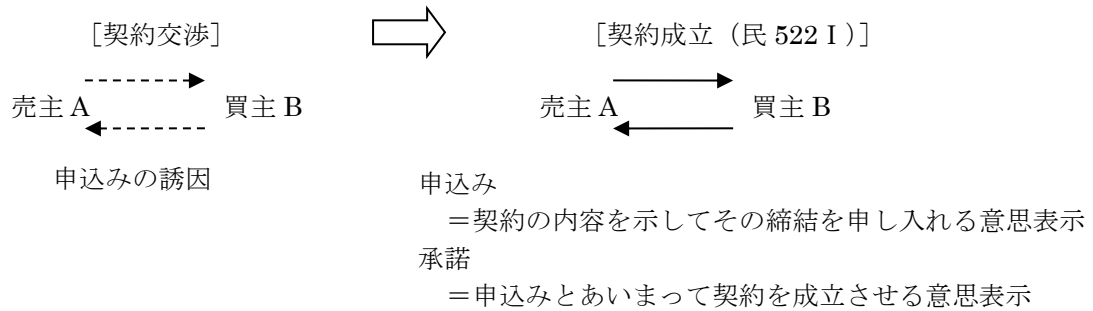 ［契約交渉］
［契約成立（民 522Ⅰ）］
売主 A
買主 B
売主 A
買主 B
申込みの誘因
申込み
＝契約の内容を示してその締結を申し入れる意思表示
承諾
＝申込みとあいまって契約を成立させる意思表示